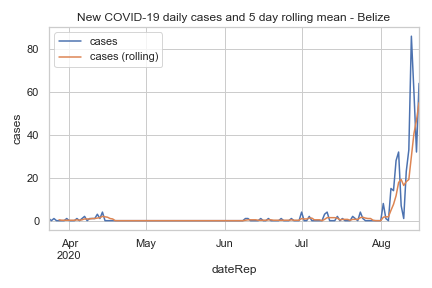 New COVID-19 daily cases and 5 day rolling mean - Belize
cases
cases (rolling)
80
60
40
20
0
cases
Apr
2020
May
Jun
Jul
Aug
dateRep